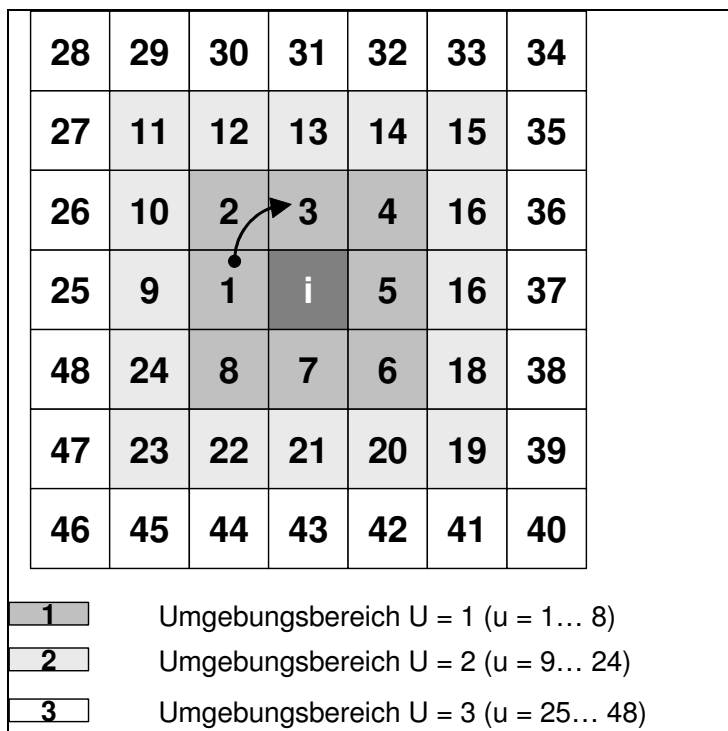 28 29 30 31 32 33 34
27 11 12 13 14 15 35
26 10 2 3 4 16 36
25 9 1 i 5 16 37
48 24 8 7 6 18 38
47 23 22 21 20 19 39
46 45 44 43 42 41 40
1 Umgebungsbereich U = 1 (u = 1… 8)
2 Umgebungsbereich U = 2 (u = 9… 24)
3 Umgebungsbereich U = 3 (u = 25… 48)